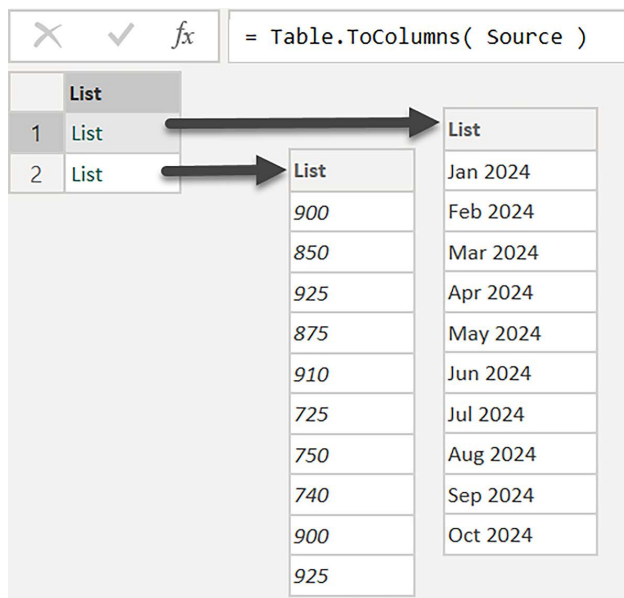 fx = Table.ToColumns( Source )
List
1 List
2 List
List
900
850
925
875
910
725
750
740
900
925
List
Jan 2024
Feb 2024
Mar 2024
Apr 2024
May 2024
Jun 2024
Jul 2024
Aug 2024
Sep 2024
Oct 2024